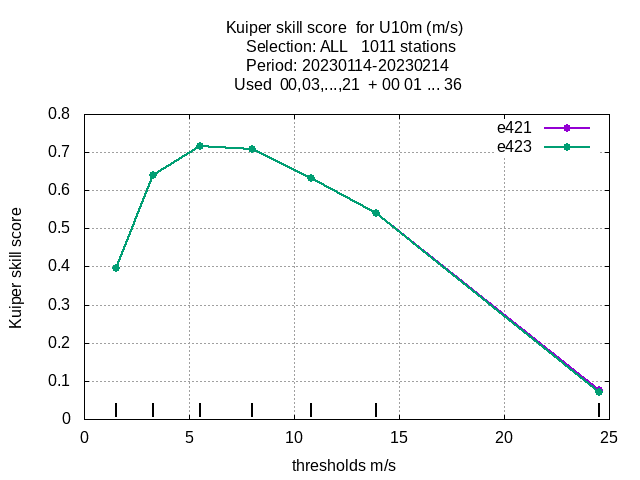 Kuiper skill score  for U10m (m/s)
Selection: ALL   1011 stations
Period: 20230114-20230214
Used  00,03,...,21  + 00 01 ... 36
e421
e423
Kuiper skill score
0.8
0.7
0.6
0.5
0.4
0.3
0.2
0.1
0
0 5 10 15 20 25
thresholds m/s